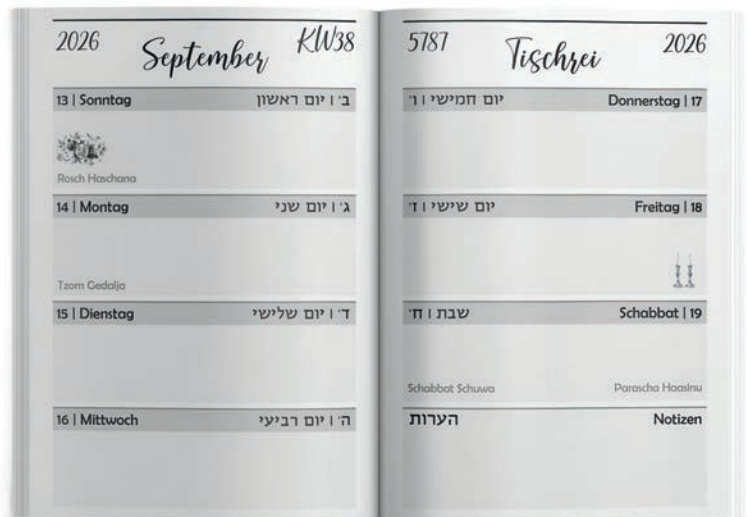 2026 September KW38
13 | Sonntag ב׳ | יום ראשון
Rosch Haschana
14 | Montag ג׳ | יום שני
Tzom Gedalja
15 | Dienstag ד׳ | יום שלישי
16 | Mittwoch ה׳ | יום רביעי
5787 Tischrei 2026
יום חמישי | ו׳ Donnerstag | 17
יום שישי | ז׳ Freitag | 18
שבת | ח׳ Schabbat | 19
Schabbat Schuwa Parascha Haasinu
הערות Notizen